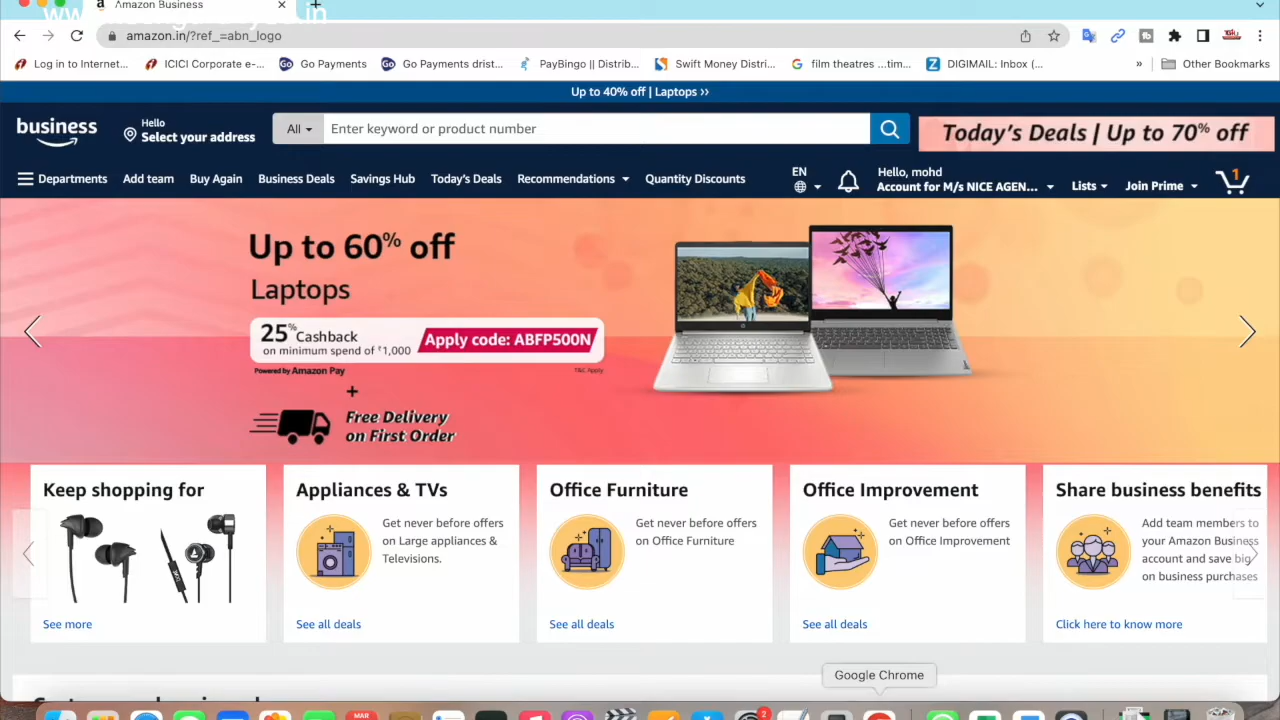 Amazon Business
amazon.in/?ref_=abn_logo
Log in to Internet...
ICICI Corporate e-...
Go Payments
Go Payments drist...
PayBingo || Distrib...
Swift Money Distri...
film theatres ...tim...
DIGIMAIL: Inbox (...
»
Other Bookmarks
Up to 40% off | Laptops ››
business
Hello
Select your address
All
Enter keyword or product number
Today's Deals | Up to 70% off
Departments
Add team
Buy Again
Business Deals
Savings Hub
Today's Deals
Recommendations
Quantity Discounts
EN
Hello, mohd
Account for M/s NICE AGEN...
Lists
Join Prime
1
Up to 60% off
Laptops
25% Cashback
on minimum spend of ₹1,000
Apply code: ABFP500N
Powered by Amazon Pay
T&C Apply
+
Free Delivery
on First Order
Keep shopping for
See more
Appliances & TVs
Get never before offers
on Large appliances &
Televisions.
See all deals
Office Furniture
Get never before offers
on Office Furniture
See all deals
Office Improvement
Get never before offers
on Office Improvement
See all deals
Share business benefits
Add team members to
your Amazon Business
account and save big
on business purchases
Click here to know more
Google Chrome
MAR
2